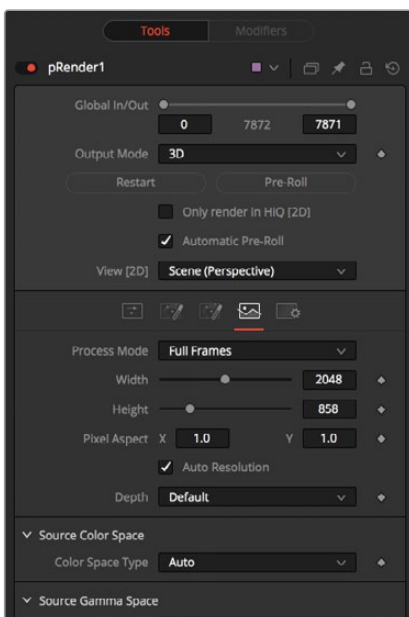 Tools Modifiers
pRender1
Global In/Out
0 7872 7871
Output Mode 3D
Restart Pre-Roll
Only render in HiQ [2D]
Automatic Pre-Roll
View [2D] Scene (Perspective)
Process Mode Full Frames
Width 2048
Height 858
Pixel Aspect X 1.0 Y 1.0
Auto Resolution
Depth Default
Source Color Space
Color Space Type Auto
Source Gamma Space